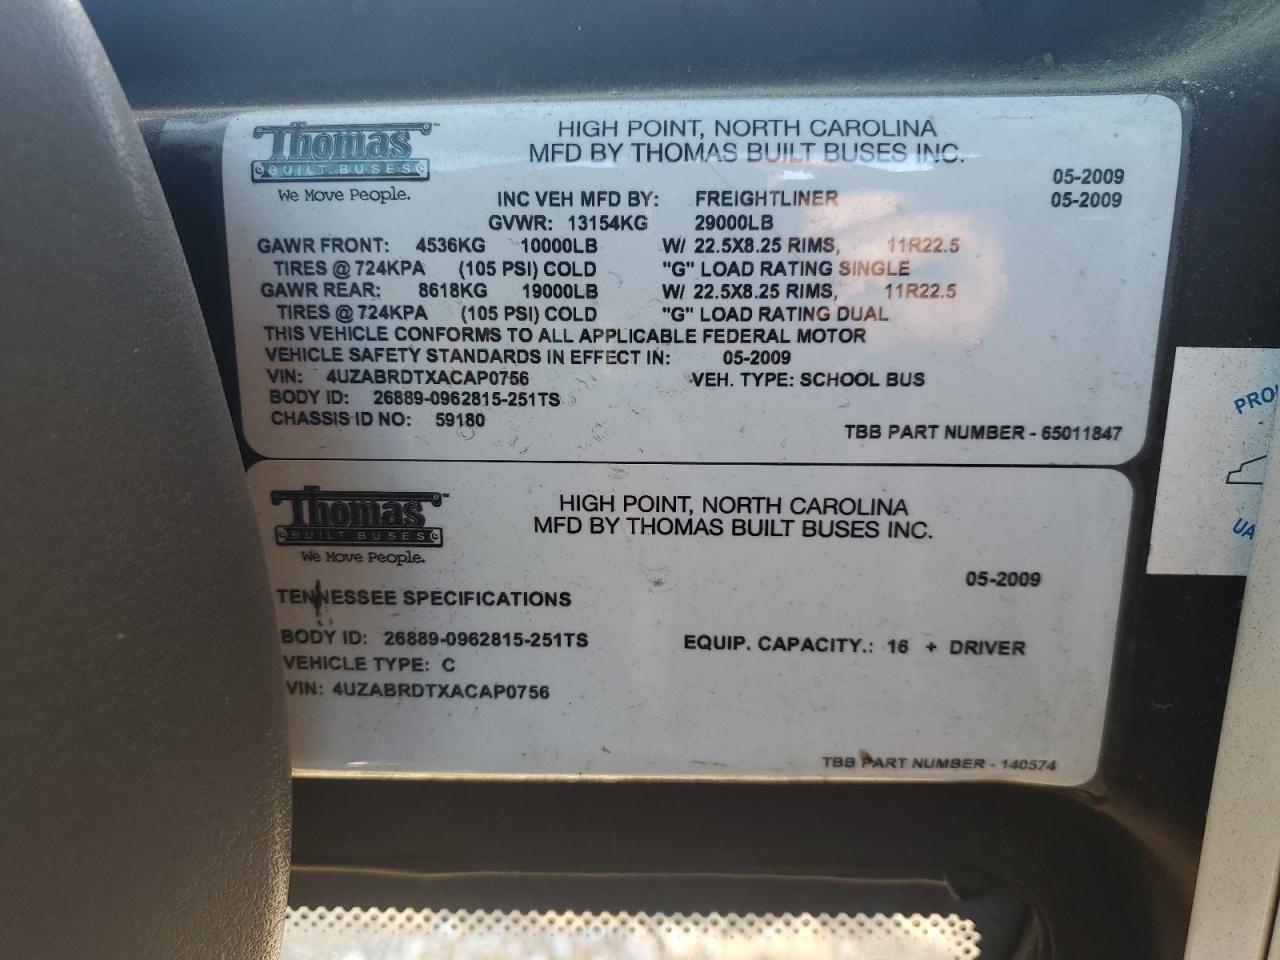 Thomas
BUILT BUSES
We Move People.
HIGH POINT, NORTH CAROLINA
MFD BY THOMAS BUILT BUSES INC.
05-2009
INC VEH MFD BY: FREIGHTLINER 05-2009
GVWR: 13154KG 29000LB
GAWR FRONT: 4536KG 10000LB W/ 22.5X8.25 RIMS, 11R22.5
TIRES @ 724KPA (105 PSI) COLD "G" LOAD RATING SINGLE
GAWR REAR: 8618KG 19000LB W/ 22.5X8.25 RIMS, 11R22.5
TIRES @ 724KPA (105 PSI) COLD "G" LOAD RATING DUAL
THIS VEHICLE CONFORMS TO ALL APPLICABLE FEDERAL MOTOR
VEHICLE SAFETY STANDARDS IN EFFECT IN: 05-2009
VIN: 4UZABRDTXACAP0756 VEH. TYPE: SCHOOL BUS
BODY ID: 26889-0962815-251TS
CHASSIS ID NO: 59180
TBB PART NUMBER - 65011847
Thomas
BUILT BUSES
We Move People.
HIGH POINT, NORTH CAROLINA
MFD BY THOMAS BUILT BUSES INC.
05-2009
TENNESSEE SPECIFICATIONS
BODY ID: 26889-0962815-251TS EQUIP. CAPACITY.: 16 + DRIVER
VEHICLE TYPE: C
VIN: 4UZABRDTXACAP0756
TBB PART NUMBER - 140574